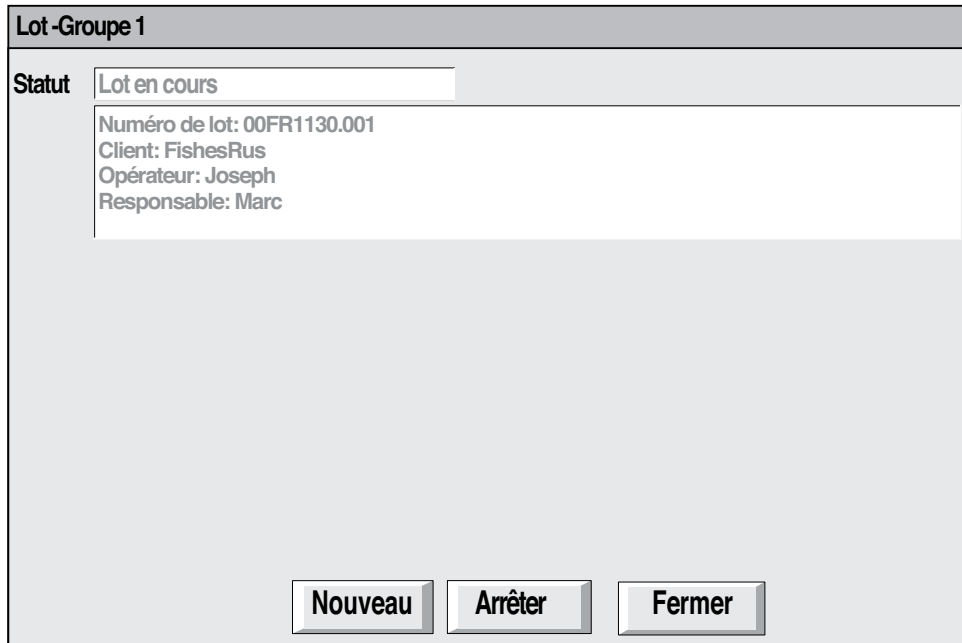 Lot -Groupe 1
Statut Lot en cours
Numéro de lot: 00FR1130.001
Client: FishesRus
Opérateur: Joseph
Responsable: Marc
Nouveau Arrêter Fermer